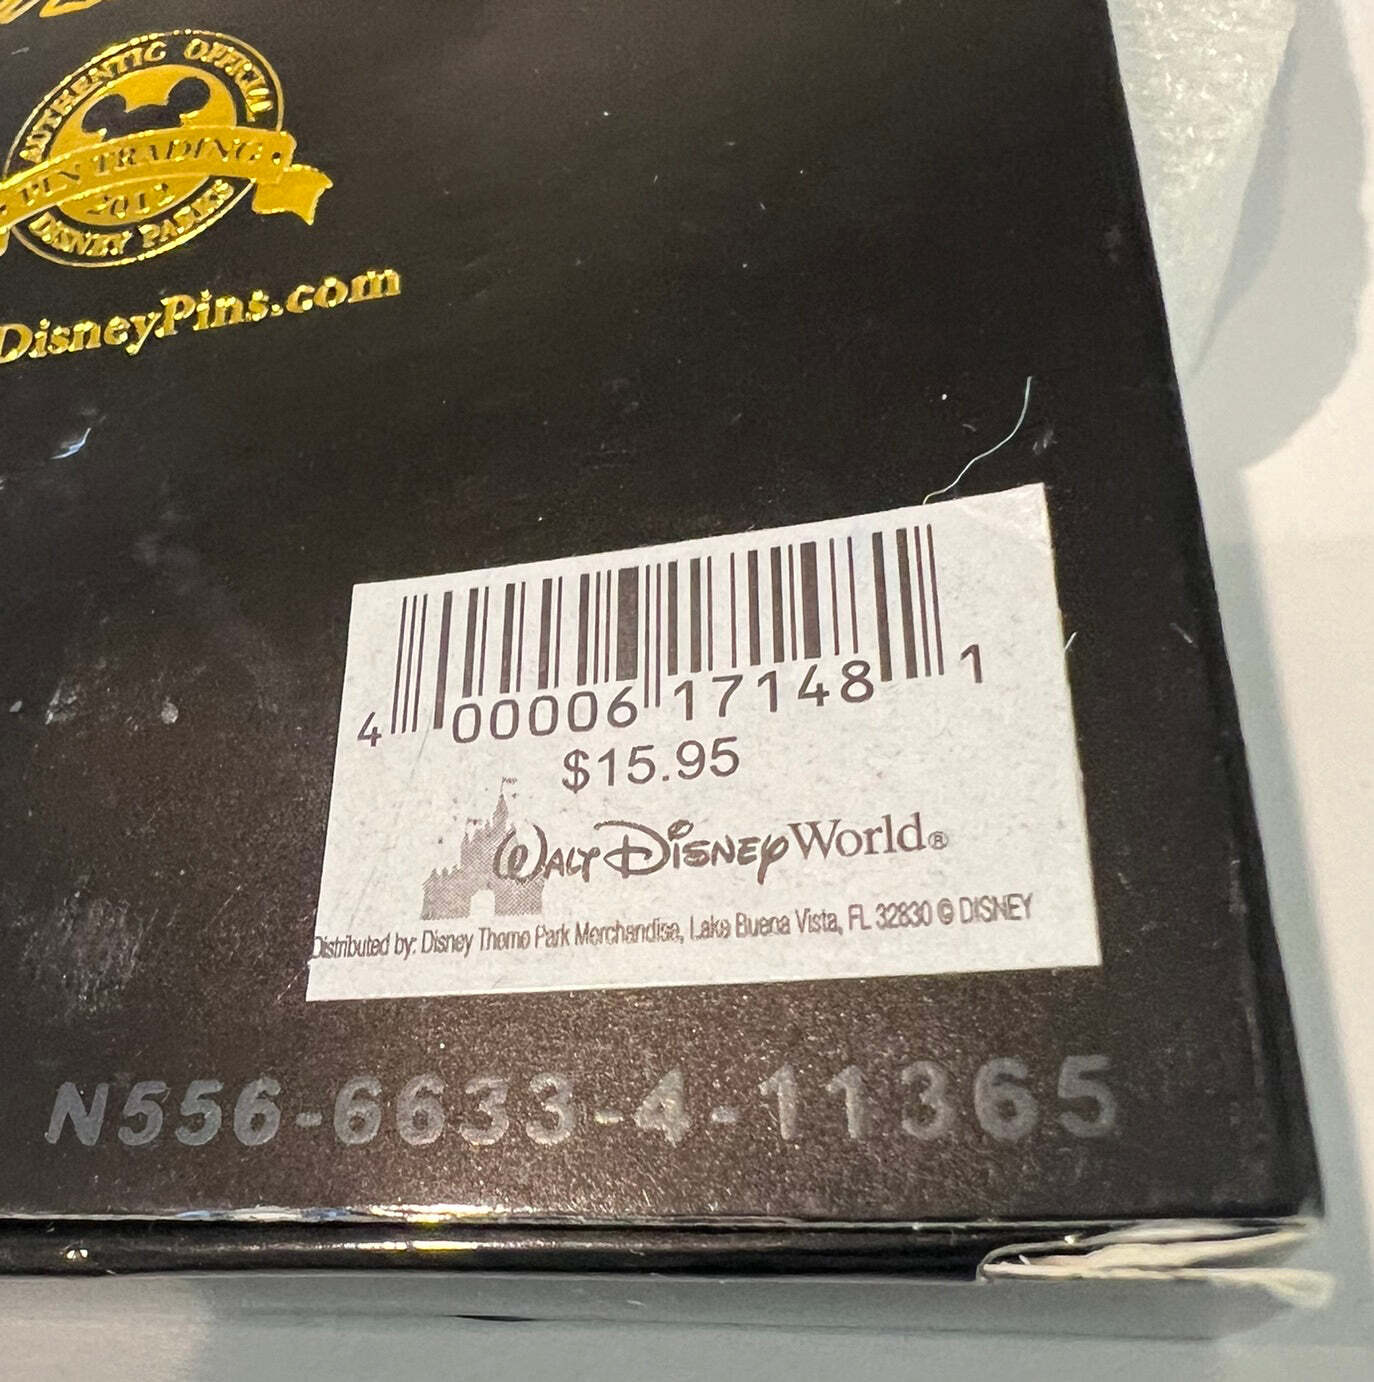 AUTHENTIC OFFICIAL
PIN TRADING
2012
DISNEY PARKS
DisneyPins.com
4 00006 17148 1
$15.95
WALT DISNEY World®
Distributed by: Disney Theme Park Merchandise, Lake Buena Vista, FL 32830 © DISNEY
N556-6633-4-11365